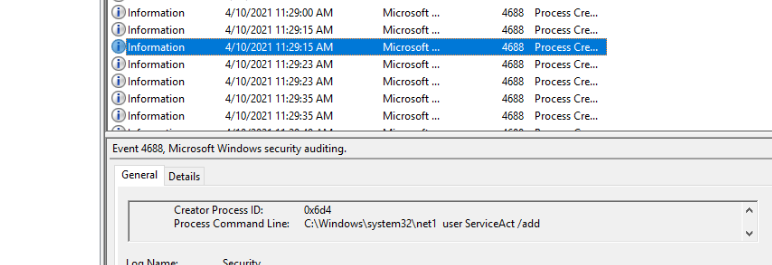 Information 4/10/2021 11:29:00 AM Microsoft ... 4688 Process Cre...
Information 4/10/2021 11:29:15 AM Microsoft ... 4688 Process Cre...
Information 4/10/2021 11:29:15 AM Microsoft ... 4688 Process Cre...
Information 4/10/2021 11:29:23 AM Microsoft ... 4688 Process Cre...
Information 4/10/2021 11:29:23 AM Microsoft ... 4688 Process Cre...
Information 4/10/2021 11:29:35 AM Microsoft ... 4688 Process Cre...
Information 4/10/2021 11:29:35 AM Microsoft ... 4688 Process Cre...
Event 4688, Microsoft Windows security auditing.
General Details
Creator Process ID: 0x6d4
Process Command Line: C:\Windows\system32\net1 user ServiceAct /add
Log Name: Security